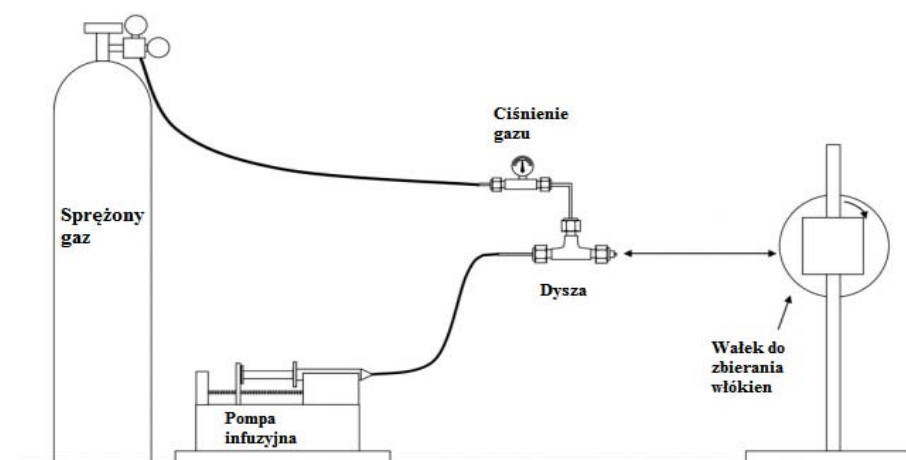 Ciśnienie
gazu
Sprężony
gaz
Dysza
Wałek do
zbierania
włókien
Pompa
infuzyjna